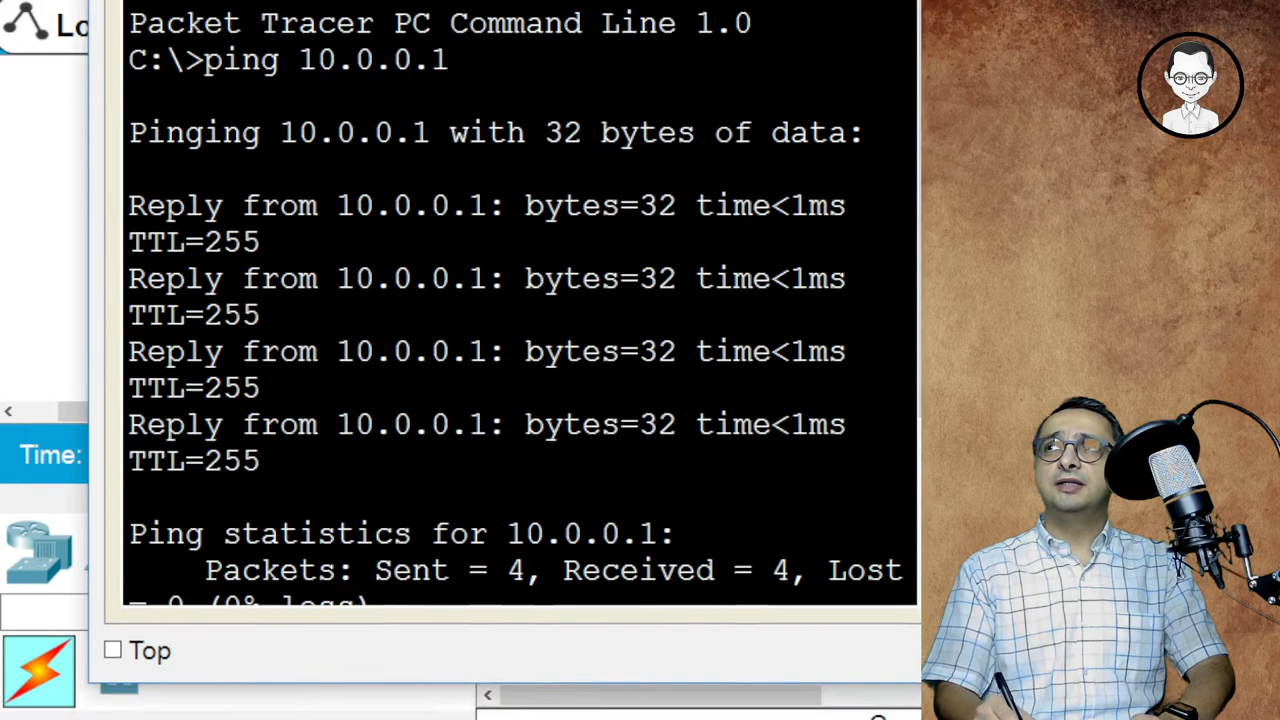 Lo
Packet Tracer PC Command Line 1.0
C:\>ping 10.0.0.1
Pinging 10.0.0.1 with 32 bytes of data:
Reply from 10.0.0.1: bytes=32 time<1ms
TTL=255
Reply from 10.0.0.1: bytes=32 time<1ms
TTL=255
Reply from 10.0.0.1: bytes=32 time<1ms
TTL=255
Reply from 10.0.0.1: bytes=32 time<1ms
TTL=255
Ping statistics for 10.0.0.1:
Packets: Sent = 4, Received = 4, Lost
= 0 (0% loss)
Time:
Top